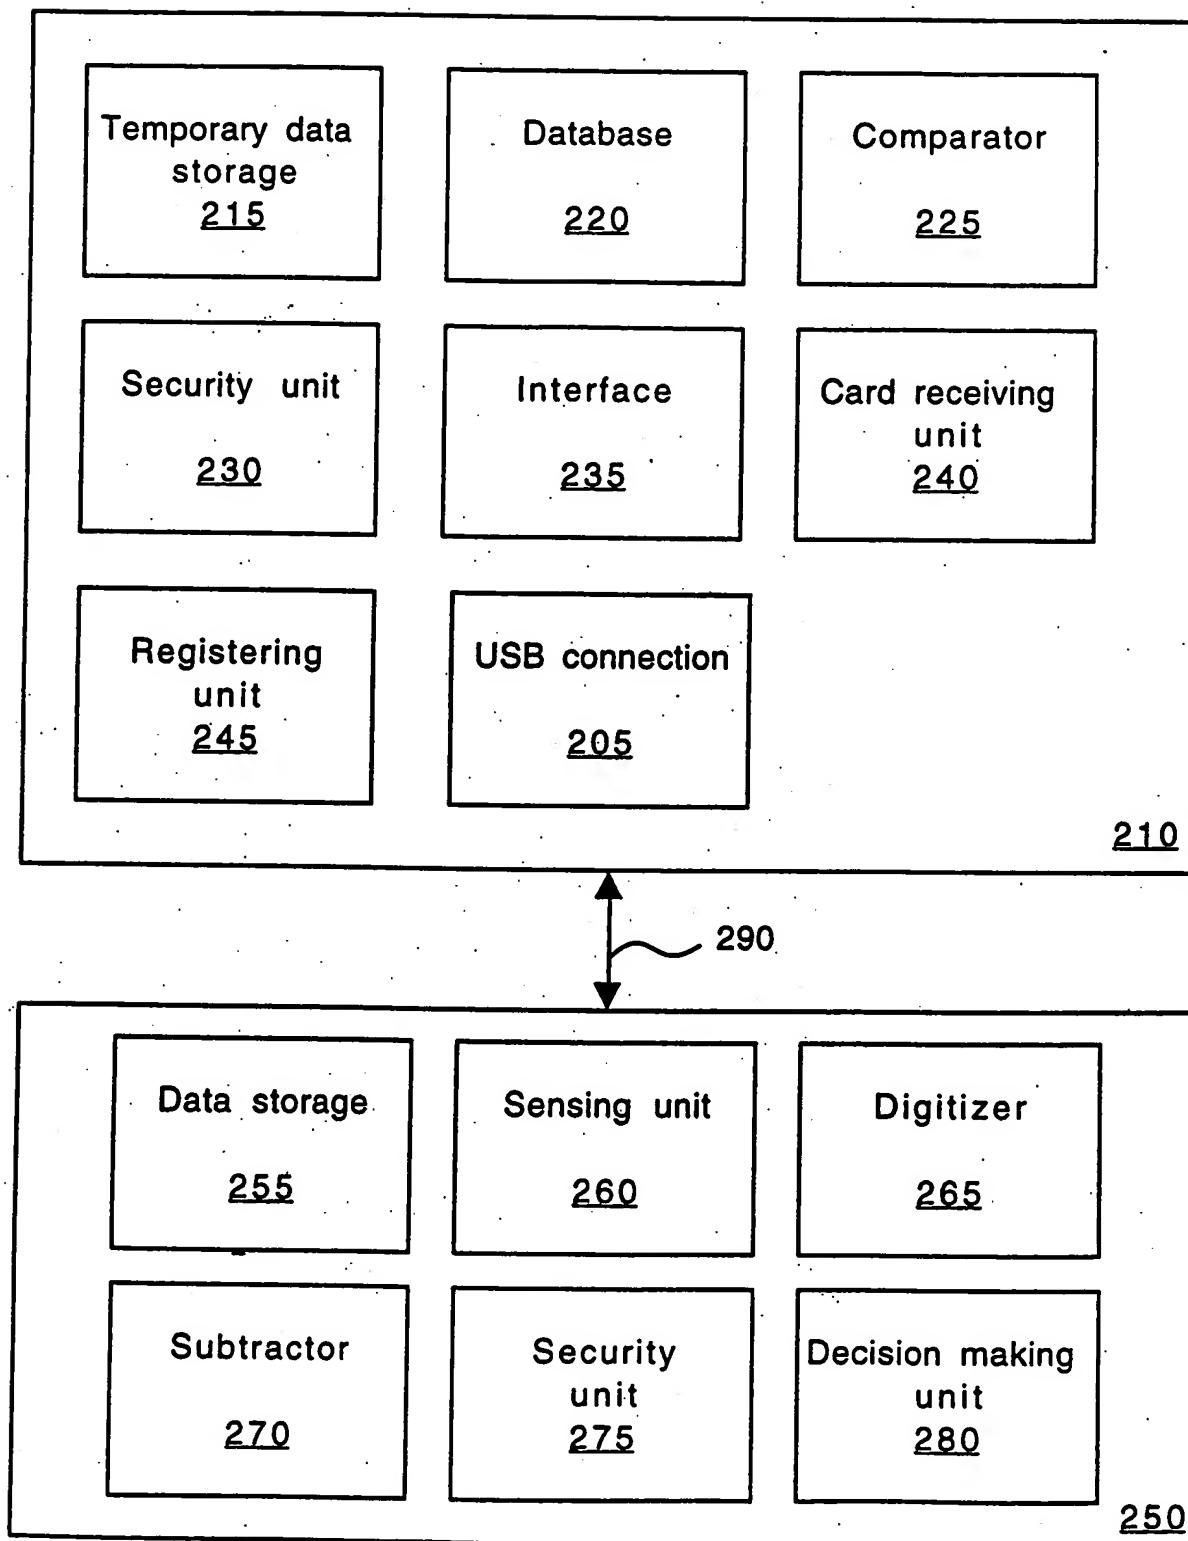 Temporary data
storage
215
Database
220
Comparator
225
Security unit
230
Interface
235
Card receiving
unit
240
Registering
unit
245
USB connection
205
210
290
Data storage
255
Sensing unit
260
Digitizer
265
Subtractor
270
Security
unit
275
Decision making
unit
280
250